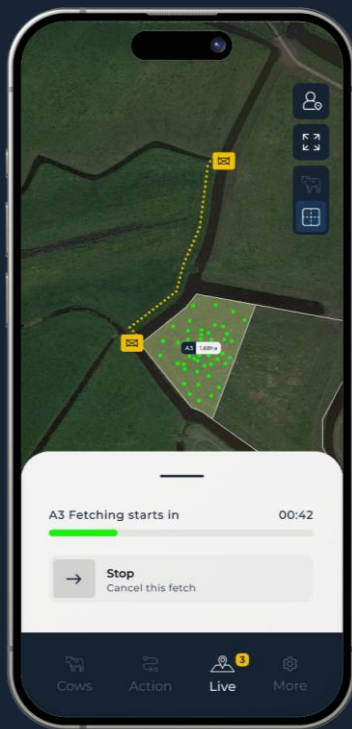 A3 1.68ha
A3 Fetching starts in 00:42
Stop
Cancel this fetch
3
Cows Action Live More